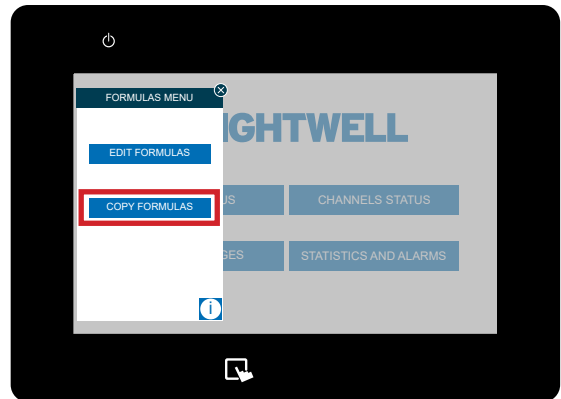 FORMULAS MENU
IGHTWELL
EDIT FORMULAS
COPY FORMULAS
US
CHANNELS STATUS
GES
STATISTICS AND ALARMS
i